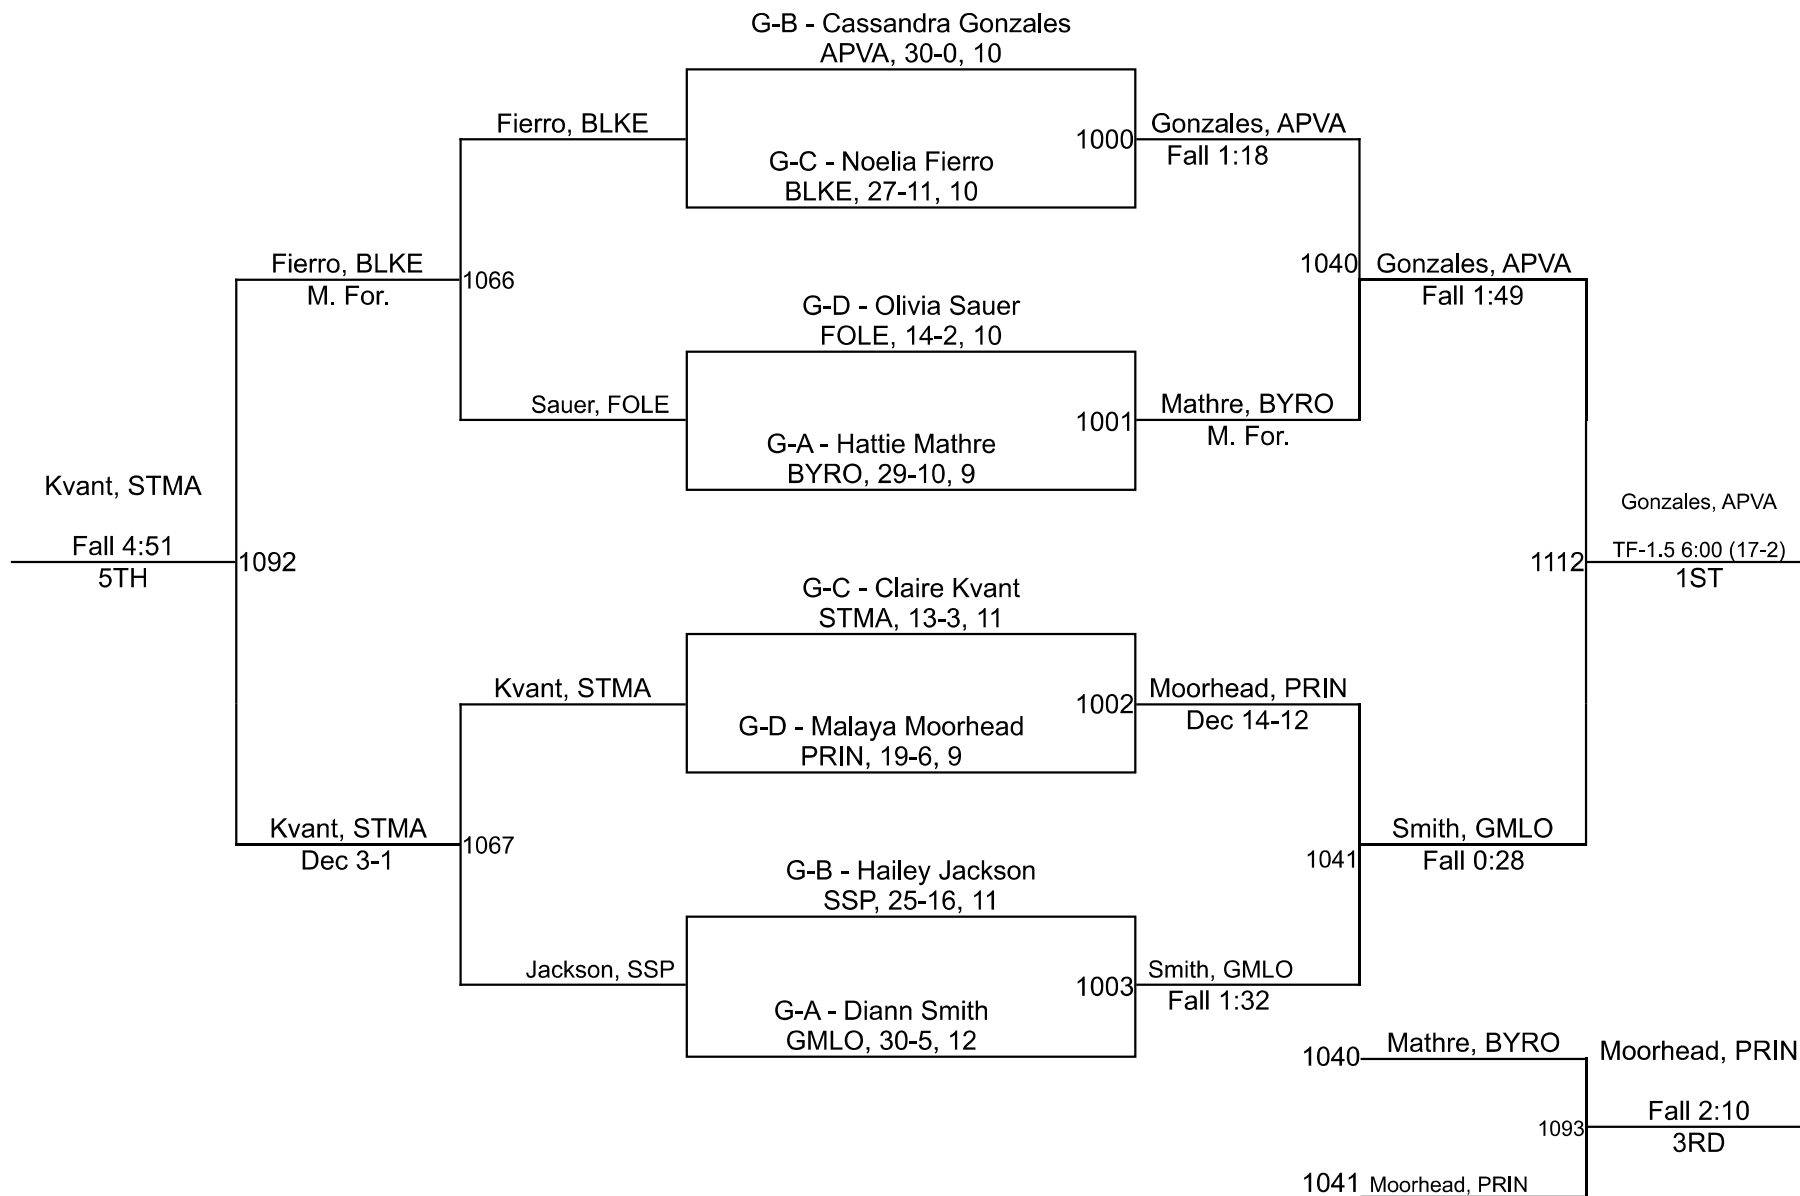 G-B - Cassandra Gonzales
APVA, 30-0, 10
Fierro, BLKE
1000
Gonzales, APVA
Fall 1:18
G-C - Noelia Fierro
BLKE, 27-11, 10
Fierro, BLKE
M. For.
1066
1040
Gonzales, APVA
Fall 1:49
G-D - Olivia Sauer
FOLE, 14-2, 10
Sauer, FOLE
1001
Mathre, BYRO
M. For.
G-A - Hattie Mathre
BYRO, 29-10, 9
Kvant, STMA
Fall 4:51
5TH
1092
Gonzales, APVA
1112
TF-1.5 6:00 (17-2)
1ST
G-C - Claire Kvant
STMA, 13-3, 11
Kvant, STMA
1002
Moorhead, PRIN
Dec 14-12
G-D - Malaya Moorhead
PRIN, 19-6, 9
Kvant, STMA
Dec 3-1
1067
1041
Smith, GMLO
Fall 0:28
G-B - Hailey Jackson
SSP, 25-16, 11
Jackson, SSP
1003
Smith, GMLO
Fall 1:32
G-A - Diann Smith
GMLO, 30-5, 12
1040
Mathre, BYRO
Moorhead, PRIN
1093
Fall 2:10
3RD
1041
Moorhead, PRIN